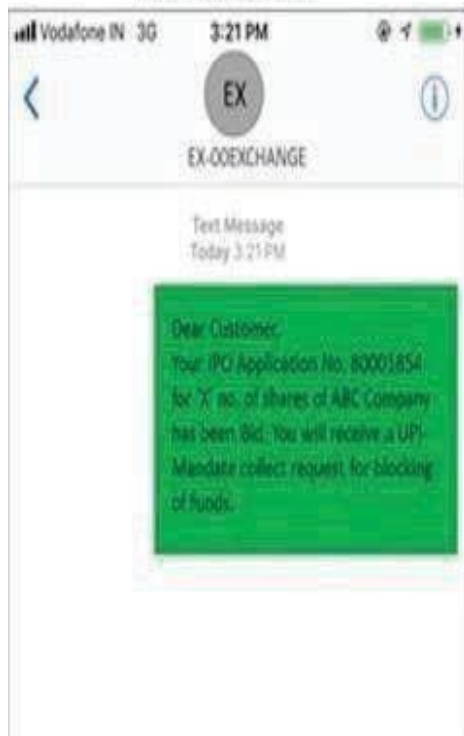 Vodafone IN 3G 3:21 PM
EX
EX-00EXCHANGE
Text Message
Today 3:21 PM
Dear Customer,
Your IPO Application No. 80001854
for 'X' no. of shares of ABC Company
has been Bid. You will receive a UPI-
Mandate collect request for blocking
of funds.